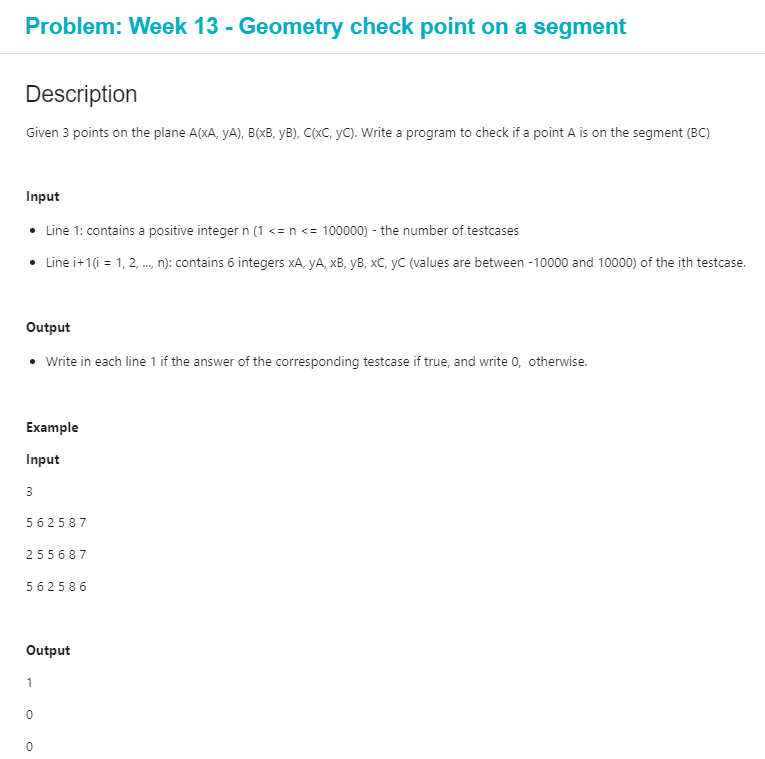 Problem: Week 13 - Geometry check point on a segment
Description
Given 3 points on the plane A(xA, yA), B(xB, yB), C(xC, yC). Write a program to check if a point A is on the segment (BC)
Input
• Line 1: contains a positive integer n (1 <= n <= 100000) - the number of testcases
• Line i+1(i = 1, 2, ..., n): contains 6 integers xA, yA, xB, yB, xC, yC (values are between -10000 and 10000) of the ith testcase.
Output
• Write in each line 1 if the answer of the corresponding testcase if true, and write 0,  otherwise.
Example
Input
3
5 6 2 5 8 7
2 5 5 6 8 7
5 6 2 5 8 6
Output
1
0
0